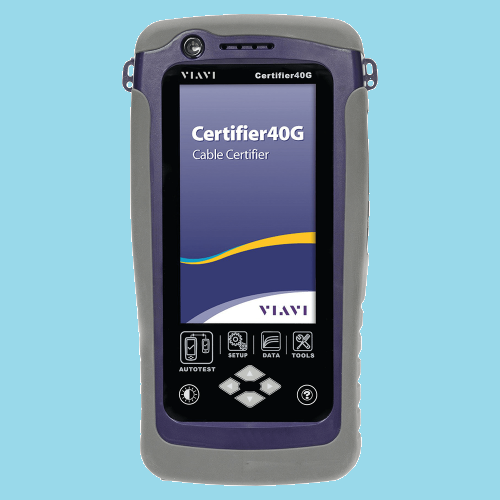 VIAVI Certifier40G
Certifier40G
Cable Certifier
VIAVI
SETUP DATA TOOLS
AUTOTEST
?